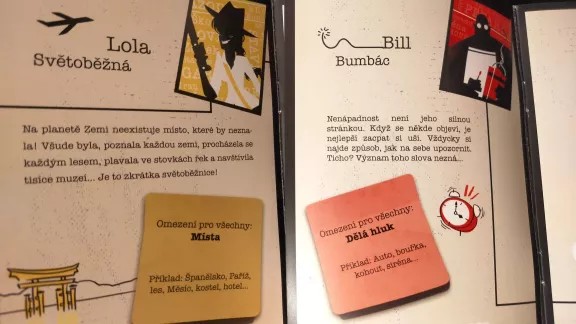 Lola
Světoběžná
Na planetě Zemi neexistuje místo, které by nezna-
la! Všude byla, poznala každou zemi, procházela se
každým lesem, plavala ve stovkách řek a navštívila
tisíce muzeí... Je to zkrátka světoběžnice!
Omezení pro všechny:
Místa
Příklad: Španělsko, Paříž,
les, Měsíc, kostel, hotel...
Bill
Bumbác
Nenápadnost není jeho silnou
stránkou. Když se někde objeví, je
nejlepší zacpat si uši. Vždycky si
najde způsob, jak na sebe upozornit.
Ticho? Význam toho slova nezná...
Omezení pro všechny:
Dělá hluk
Příklad: Auto, bouřka,
kohout, siréna...